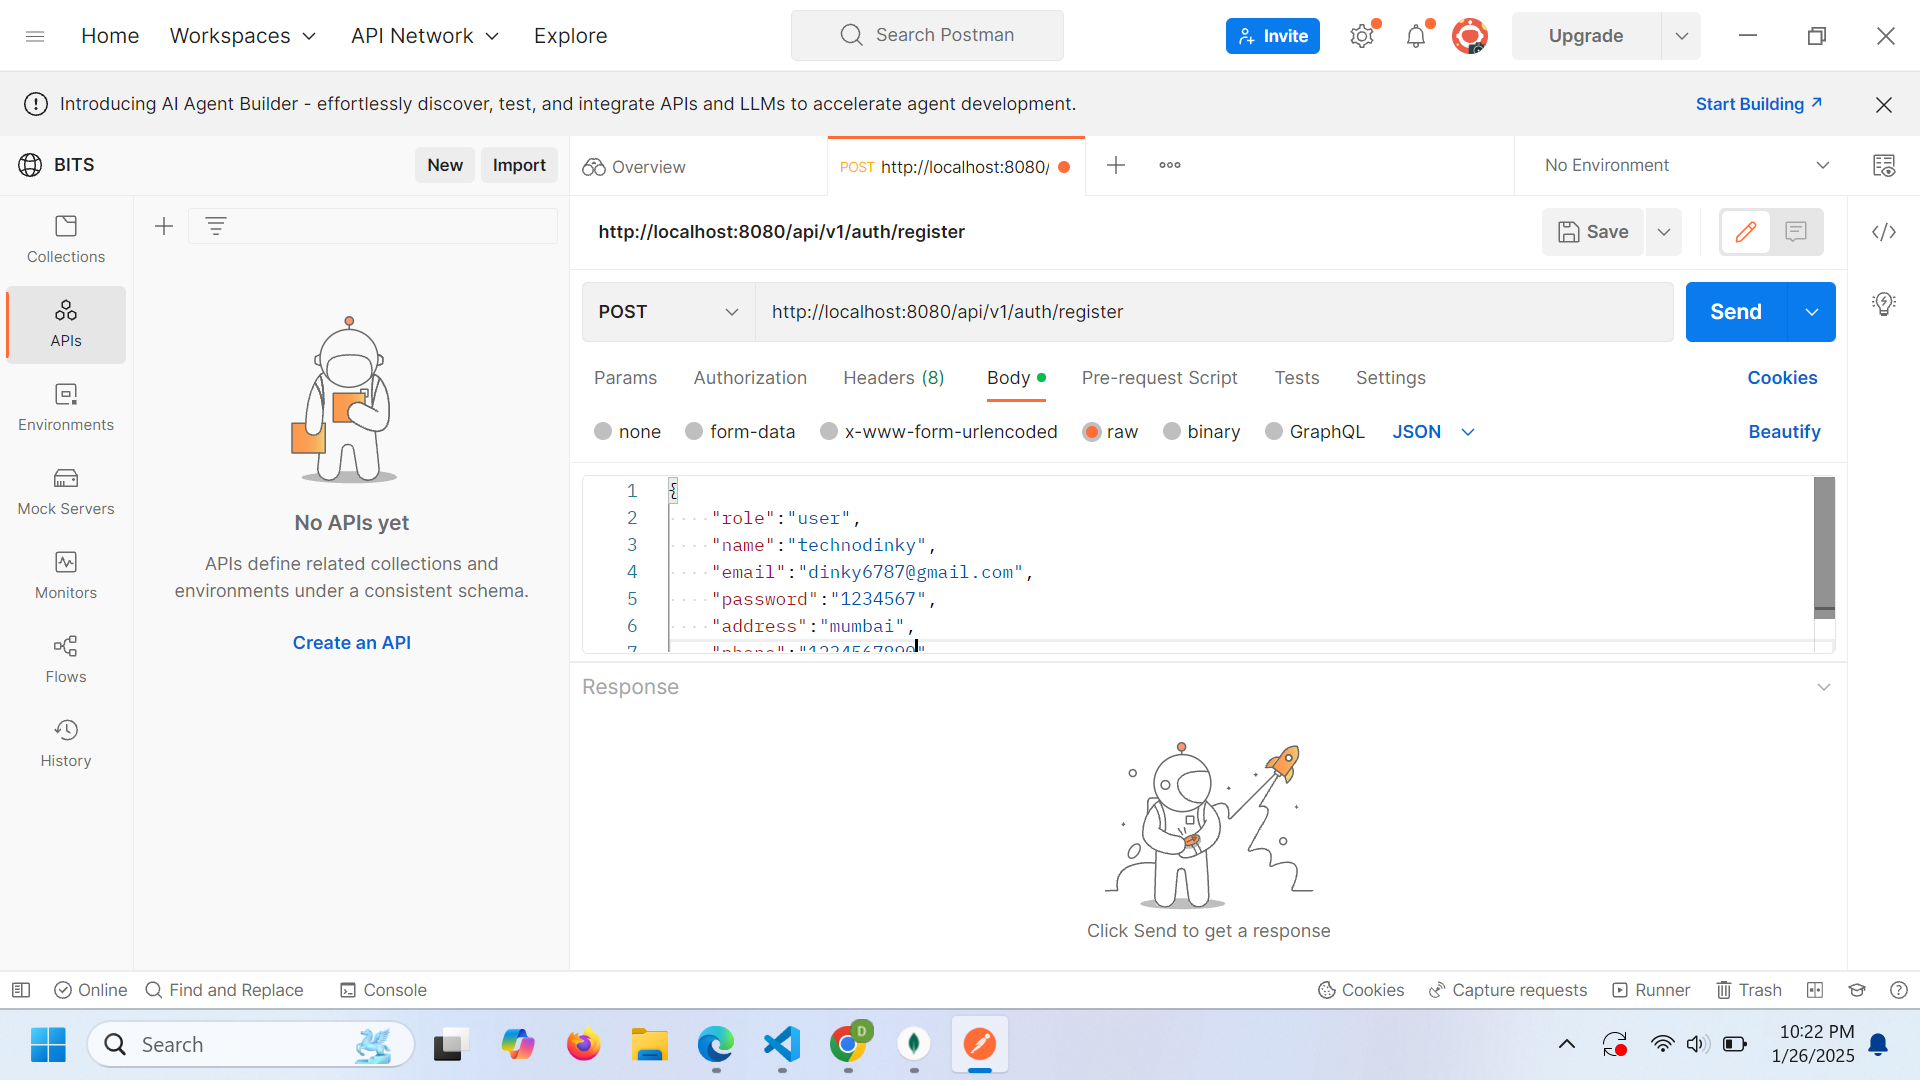 Home
Workspaces
API Network
Explore
Search Postman
Invite
Upgrade
Introducing AI Agent Builder - effortlessly discover, test, and integrate APIs and LLMs to accelerate agent development.
Start Building
BITS
New
Import
Overview
POST http://localhost:8080/
No Environment
Collections
APIs
Environments
Mock Servers
Monitors
Flows
History
No APIs yet
APIs define related collections and
environments under a consistent schema.
Create an API
http://localhost:8080/api/v1/auth/register
Save
POST
http://localhost:8080/api/v1/auth/register
Send
Params
Authorization
Headers (8)
Body
Pre-request Script
Tests
Settings
Cookies
none
form-data
x-www-form-urlencoded
raw
binary
GraphQL
JSON
Beautify
1 {
2 "role":"user",
3 "name":"technodinky",
4 "email":"dinky6787@gmail.com",
5 "password":"1234567",
6 "address":"mumbai",
7 "phone":"1234567890"
Response
Click Send to get a response
Online
Find and Replace
Console
Cookies
Capture requests
Runner
Trash
Search
D
10:22 PM
1/26/2025